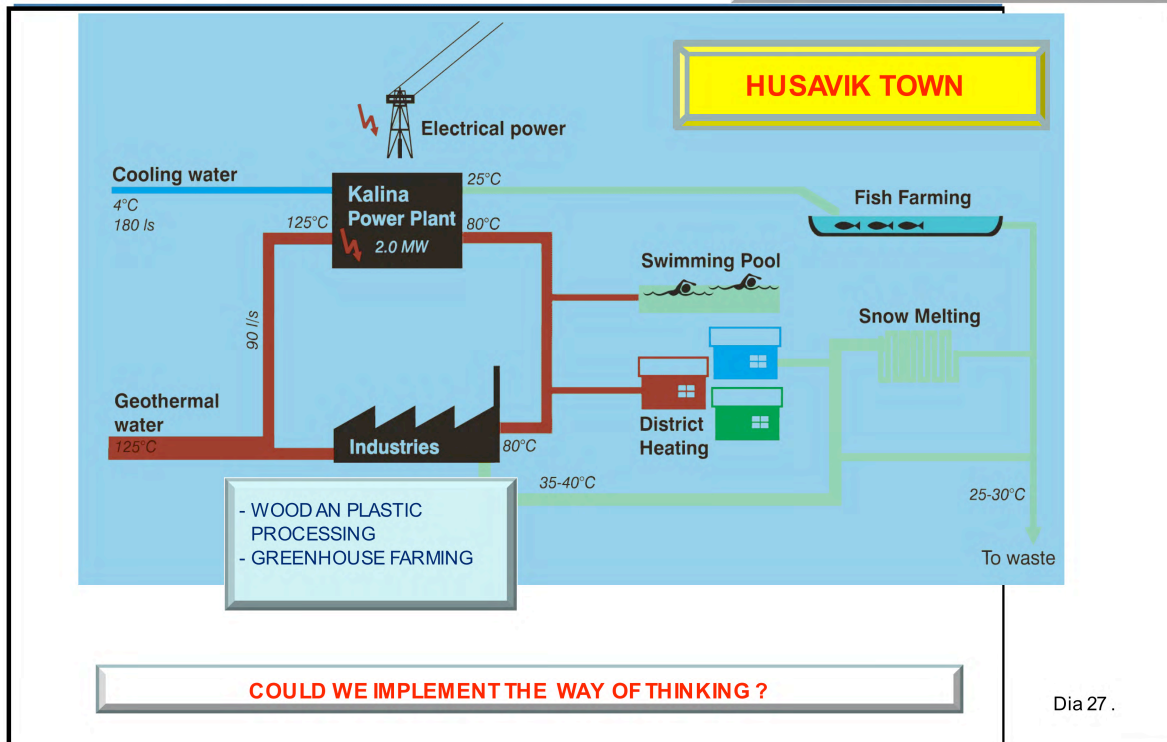 HUSAVIK TOWN
Electrical power
Cooling water
4°C
180 ls
Kalina
Power Plant
2.0 MW
125°C
25°C
80°C
Fish Farming
Swimming Pool
90 l/s
Snow Melting
Geothermal
water
125°C
Industries
80°C
District
Heating
35-40°C
25-30°C
To waste
- WOOD AN PLASTIC
PROCESSING
- GREENHOUSE FARMING
COULD WE IMPLEMENT THE WAY OF THINKING ?
Dia 27 .